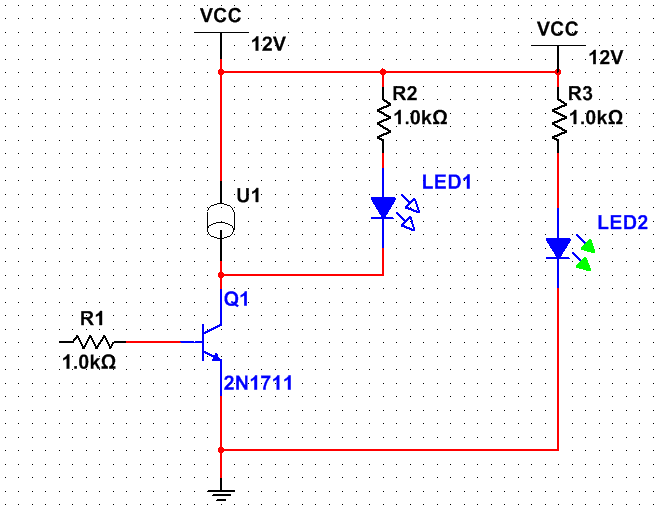 VCC
12V
VCC
12V
R2
1.0kΩ
R3
1.0kΩ
LED1
U1
LED2
Q1
R1
1.0kΩ
2N1711